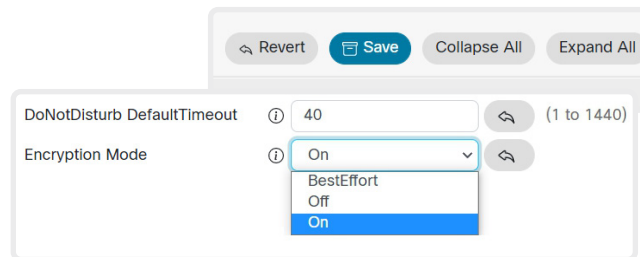 Revert Save Collapse All Expand All
DoNotDisturb DefaultTimeout 40 (1 to 1440)
Encryption Mode On
BestEffort
Off
On